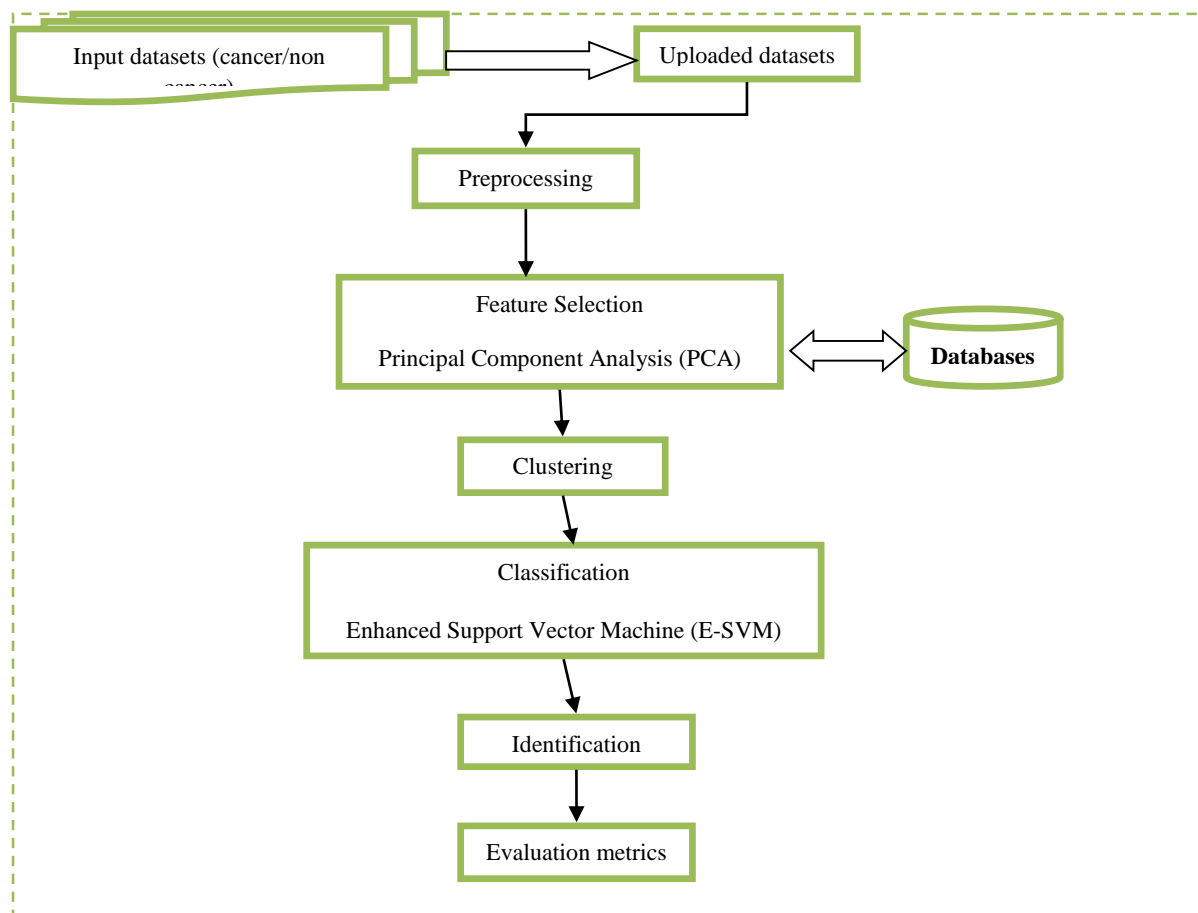 Input datasets (cancer/non
cancer)
Uploaded datasets
Preprocessing
Feature Selection
Principal Component Analysis (PCA)
Databases
Clustering
Classification
Enhanced Support Vector Machine (E-SVM)
Identification
Evaluation metrics